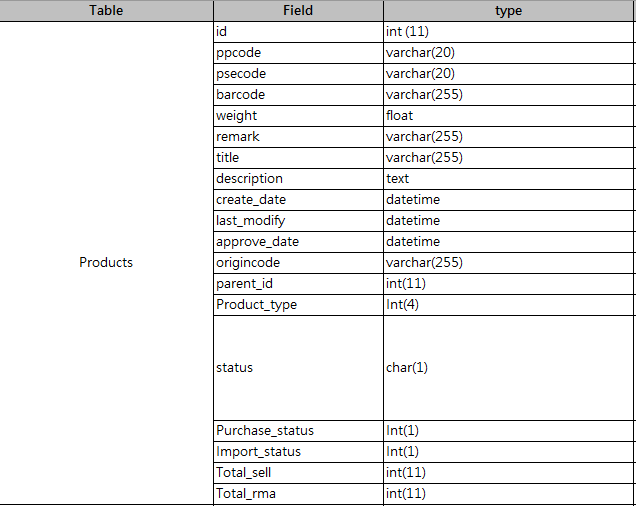 Table Field type
id int (11)
ppcode varchar(20)
psecode varchar(20)
barcode varchar(255)
weight float
remark varchar(255)
title varchar(255)
description text
create_date datetime
last_modify datetime
approve_date datetime
Products origincode varchar(255)
parent_id int(11)
Product_type Int(4)
status char(1)
Purchase_status Int(1)
Import_status Int(1)
Total_sell int(11)
Total_rma int(11)